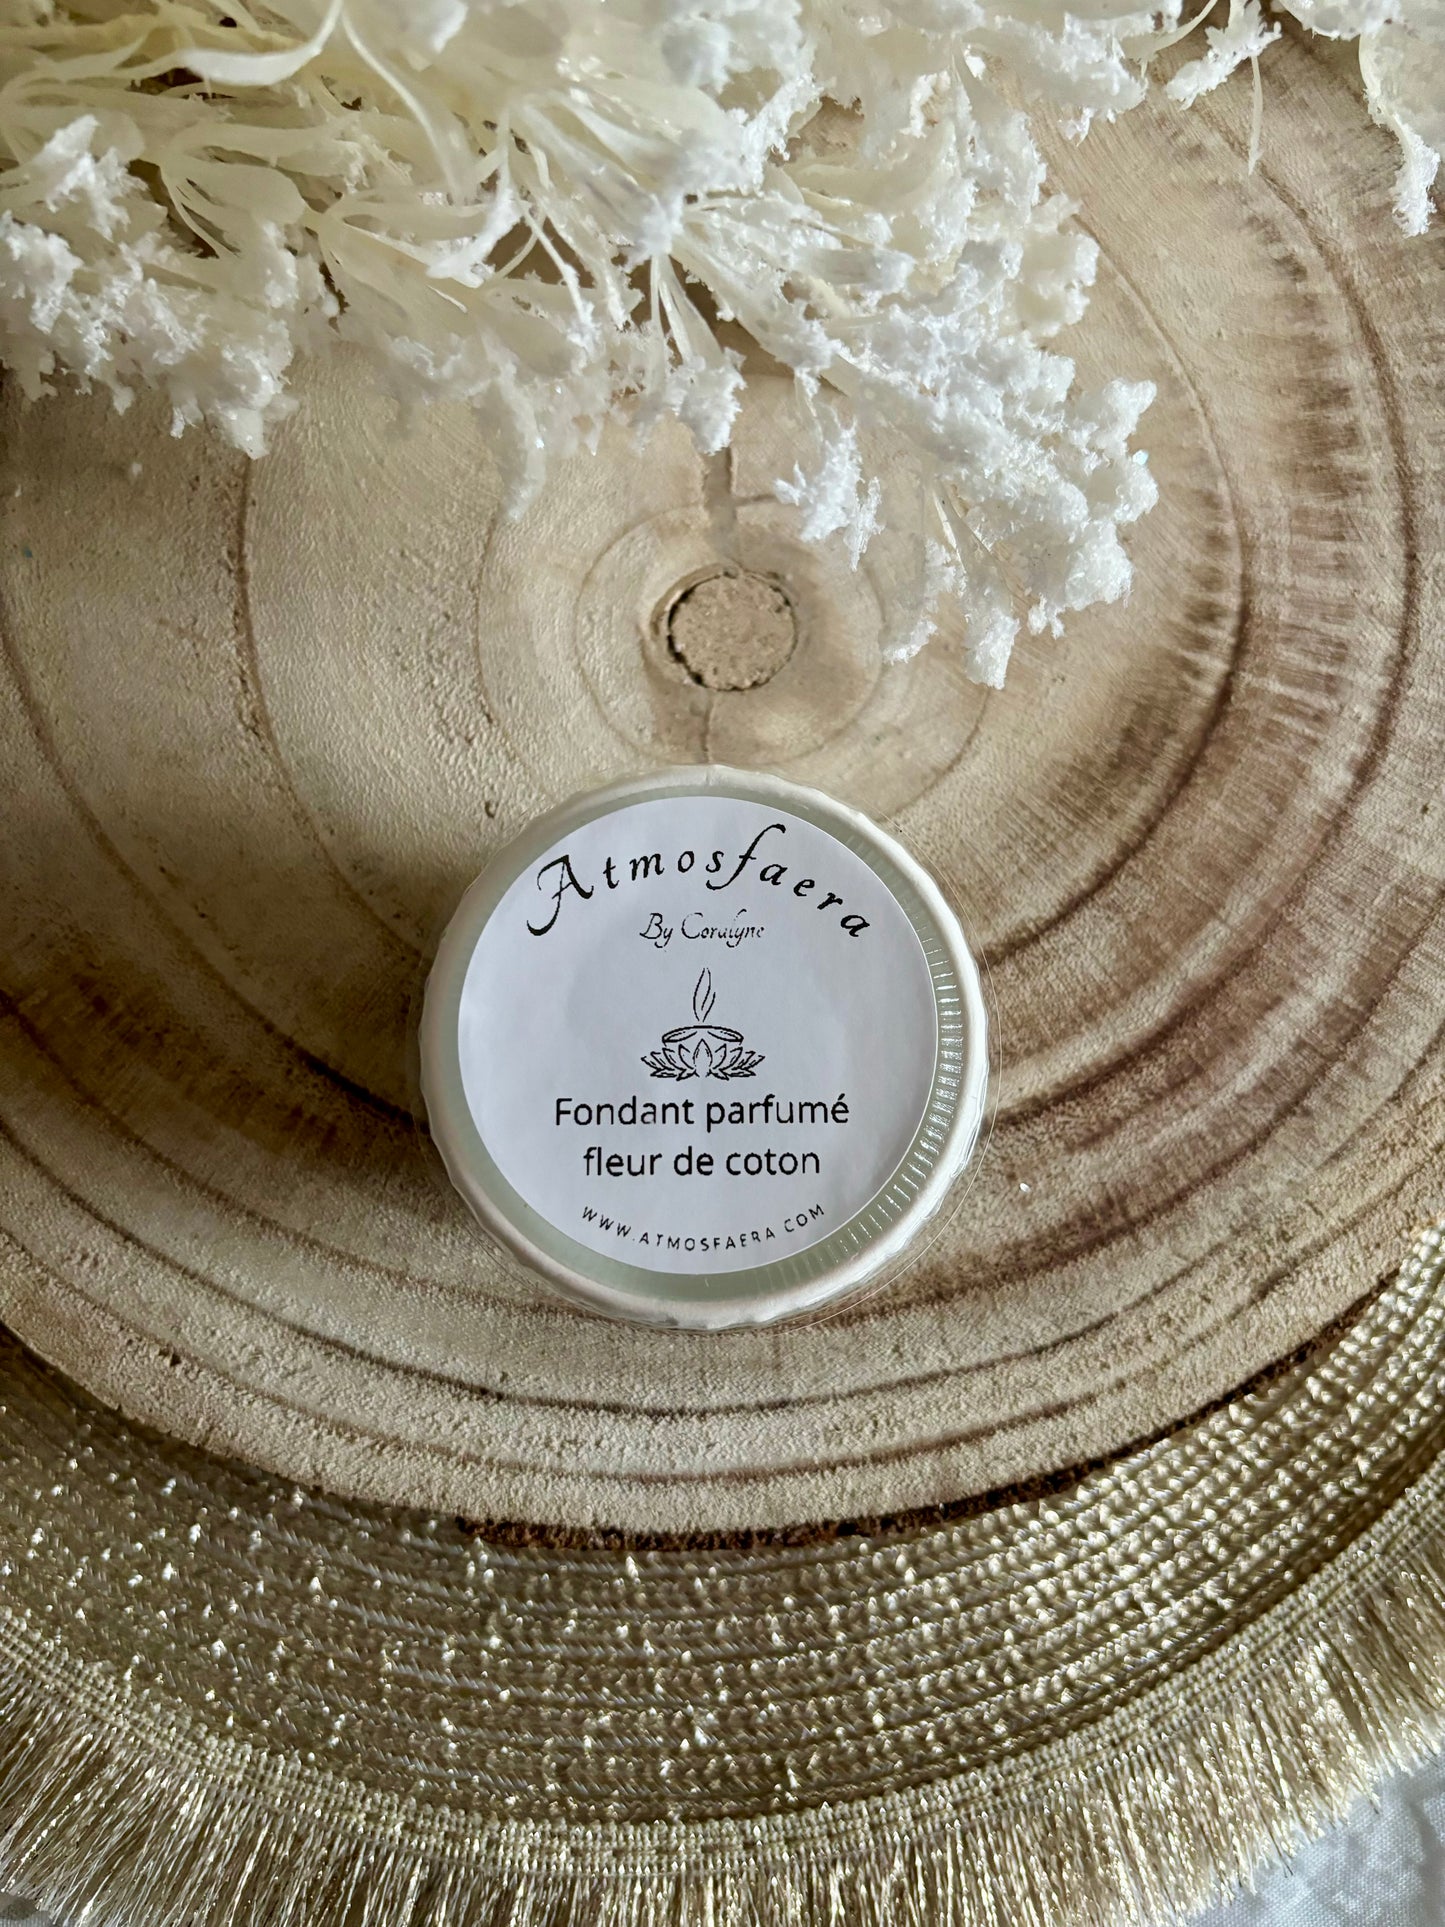 Atmosfaera
By Coralyne
Fondant parfumé
fleur de coton
WWW.ATMOSFAERA.COM